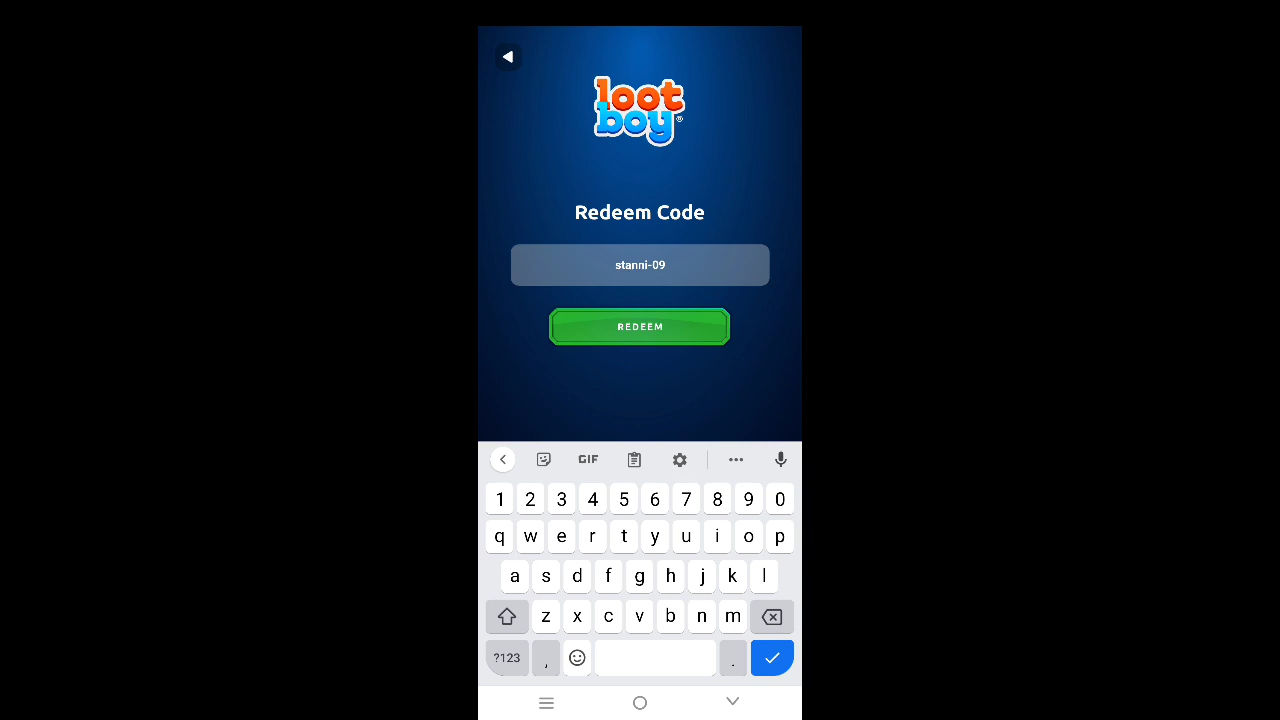 loot
boy®
Redeem Code
stanni-09
REDEEM
GIF
1 2 3 4 5 6 7 8 9 0
q w e r t y u i o p
a s d f g h j k l
z x c v b n m
?123 , .